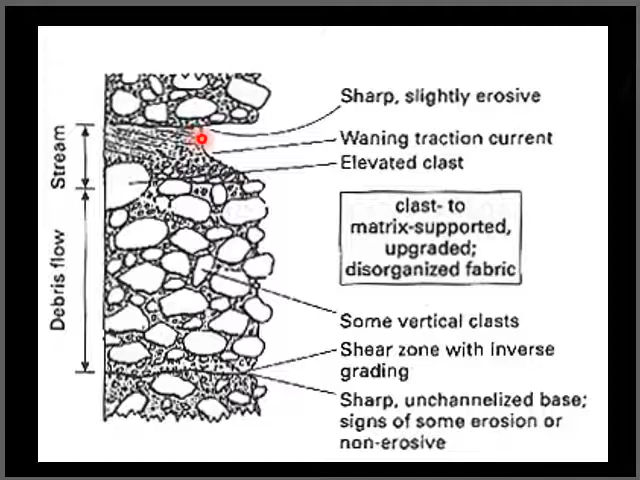 Sharp, slightly erosive
Waning traction current
Elevated clast
clast- to
matrix-supported,
upgraded;
disorganized fabric
Some vertical clasts
Shear zone with inverse
grading
Sharp, unchannelized base;
signs of some erosion or
non-erosive
Stream
Debris flow